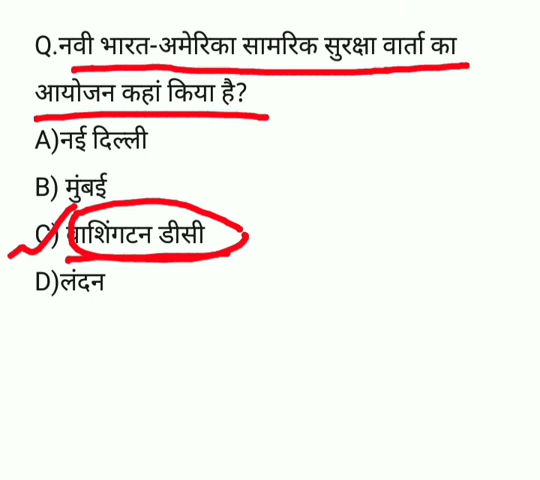 Q.नवी भारत-अमेरिका सामरिक सुरक्षा वार्ता का
आयोजन कहां किया है?
A)नई दिल्ली
B) मुंबई
C) वाशिंगटन डीसी
D)लंदन